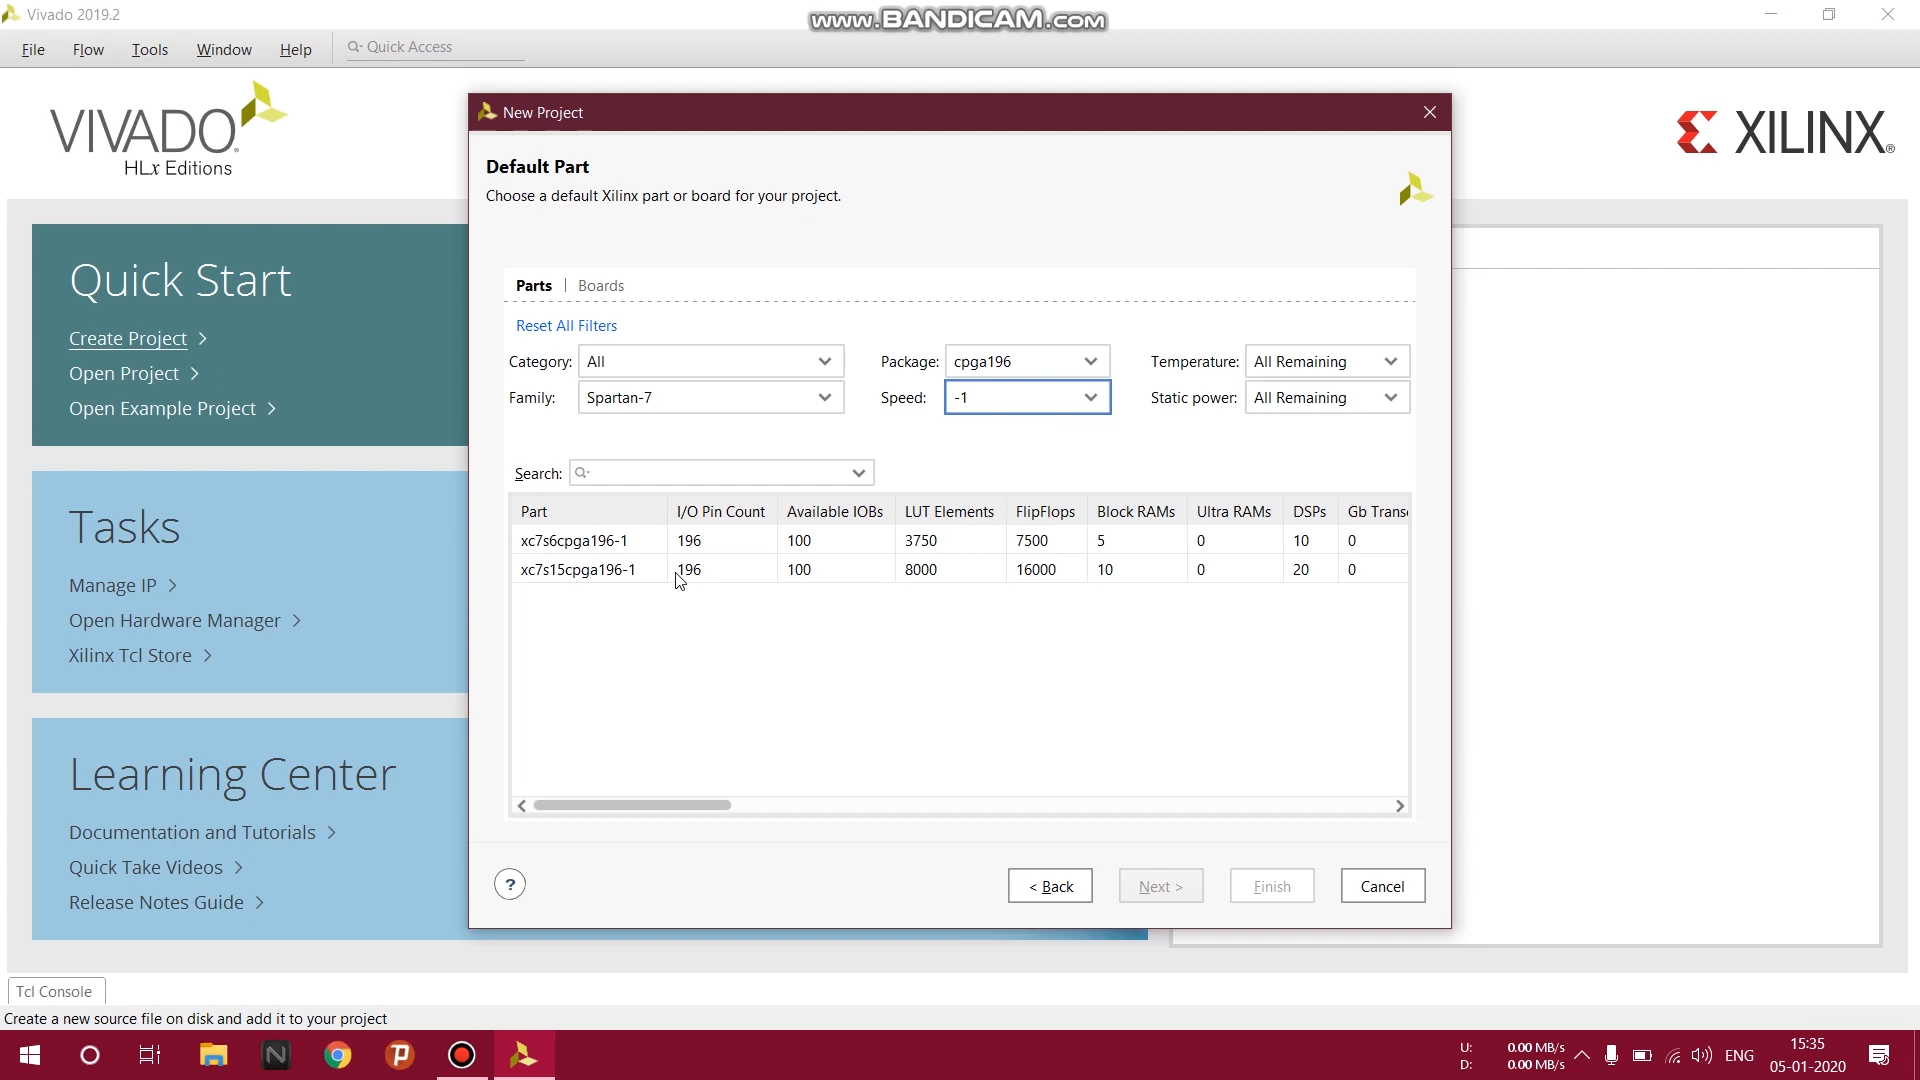 Vivado 2019.2
www.BANDICAM.com
File Flow Tools Window Help Quick Access
VIVADO
HLx Editions
XILINX
Quick Start
Create Project
Open Project
Open Example Project
Tasks
Manage IP
Open Hardware Manager
Xilinx Tcl Store
Learning Center
Documentation and Tutorials
Quick Take Videos
Release Notes Guide
New Project
Default Part
Choose a default Xilinx part or board for your project.
Parts | Boards
Reset All Filters
Category: All Package: cpga196 Temperature: All Remaining
Family: Spartan-7 Speed: -1 Static power: All Remaining
Search:
Part I/O Pin Count Available IOBs LUT Elements FlipFlops Block RAMs Ultra RAMs DSPs Gb Transc
xc7s6cpga196-1 196 100 3750 7500 5 0 10 0
xc7s15cpga196-1 196 100 8000 16000 10 0 20 0
?
< Back Next > Finish Cancel
Tcl Console
Create a new source file on disk and add it to your project
U: 0.00 MB/s
D: 0.00 MB/s
ENG
15:35
05-01-2020